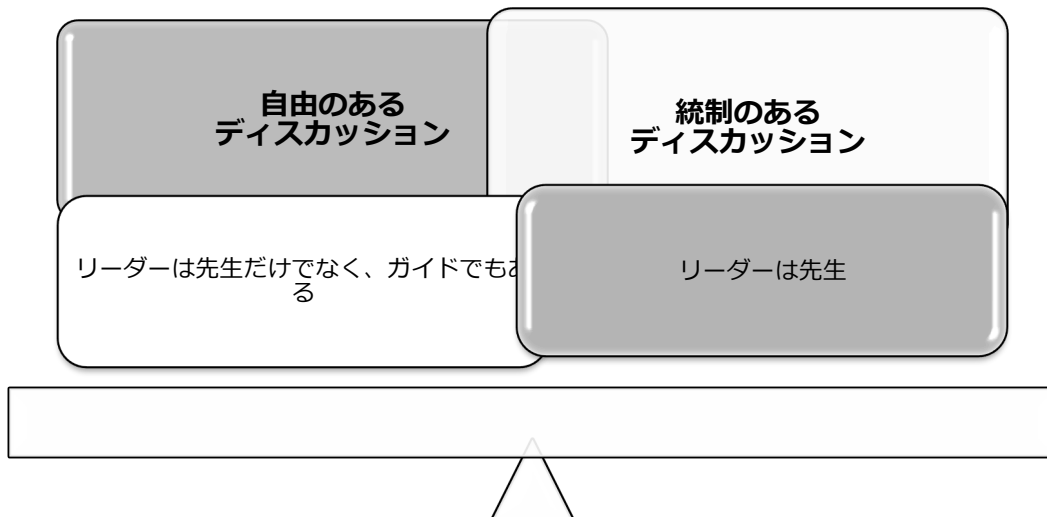 自由のある
ディスカッション
統制のある
ディスカッション
リーダーは先生だけでなく、ガイドでもあ
る
リーダーは先生